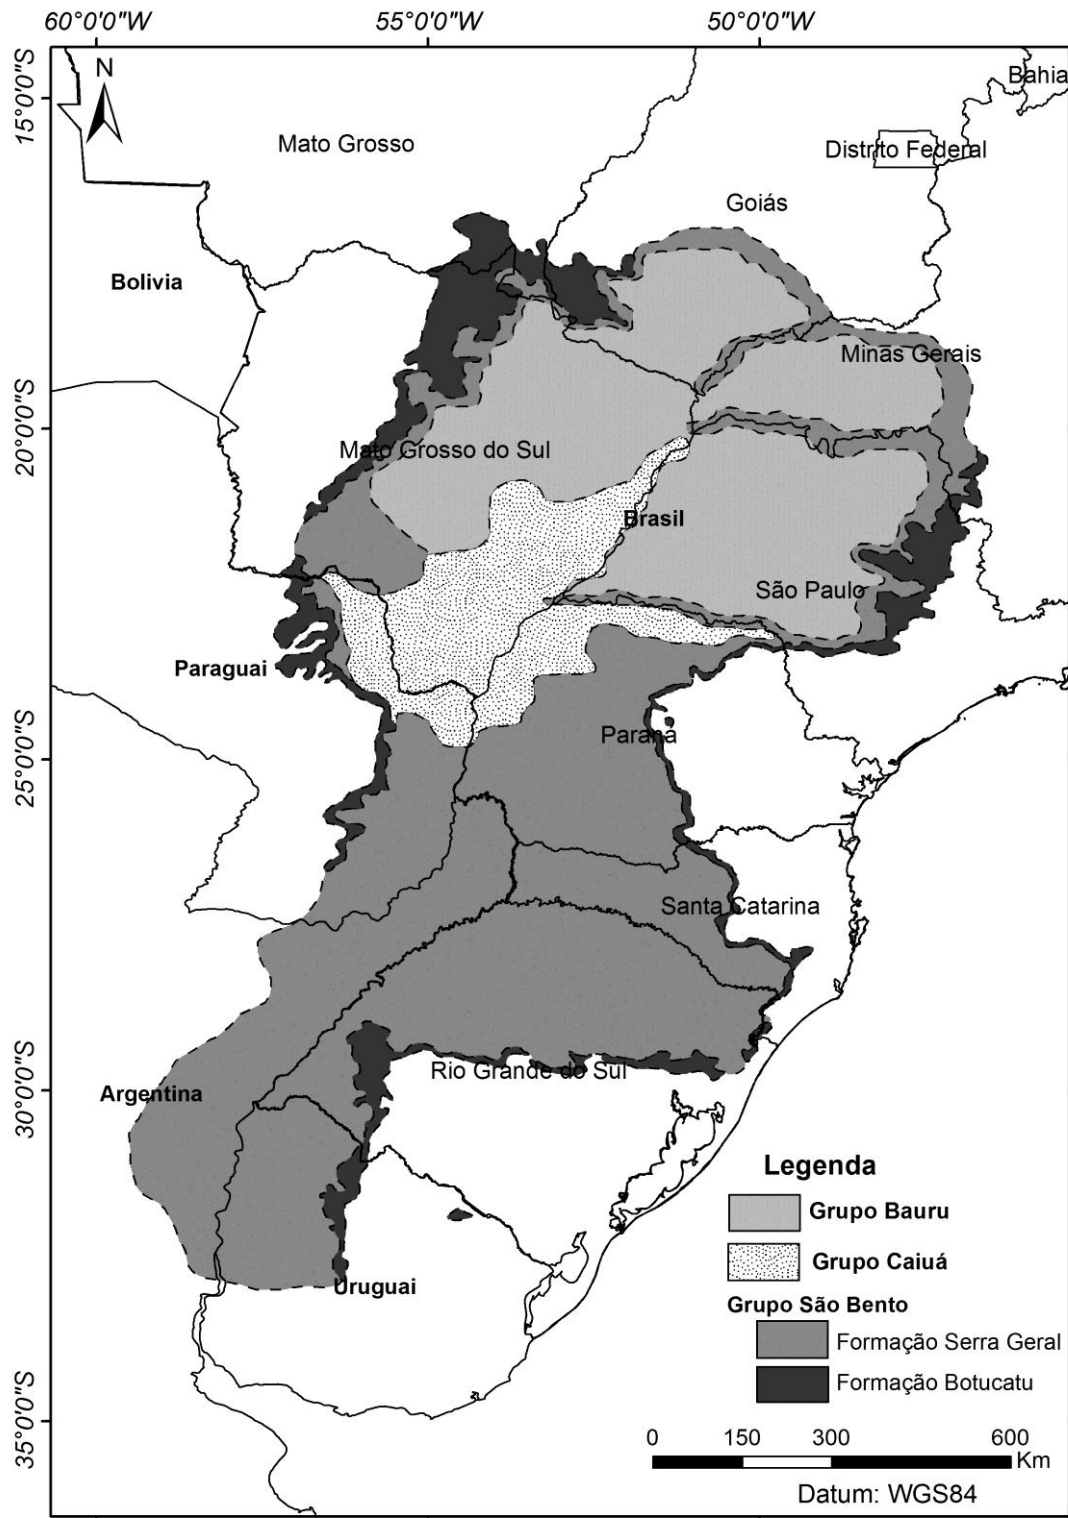 60°0'0"W 55°0'0"W 50°0'0"W
15°0'0"S
20°0'0"S
25°0'0"S
30°0'0"S
35°0'0"S
N
Bahia
Mato Grosso
Distrito Federal
Goiás
Bolivia
Minas Gerais
Mato Grosso do Sul
Brasil
São Paulo
Paraguai
Paraná
Santa Catarina
Rio Grande do Sul
Argentina
Uruguai
Legenda
Grupo Bauru
Grupo Caiuá
Grupo São Bento
Formação Serra Geral
Formação Botucatu
0 150 300 600
Km
Datum: WGS84